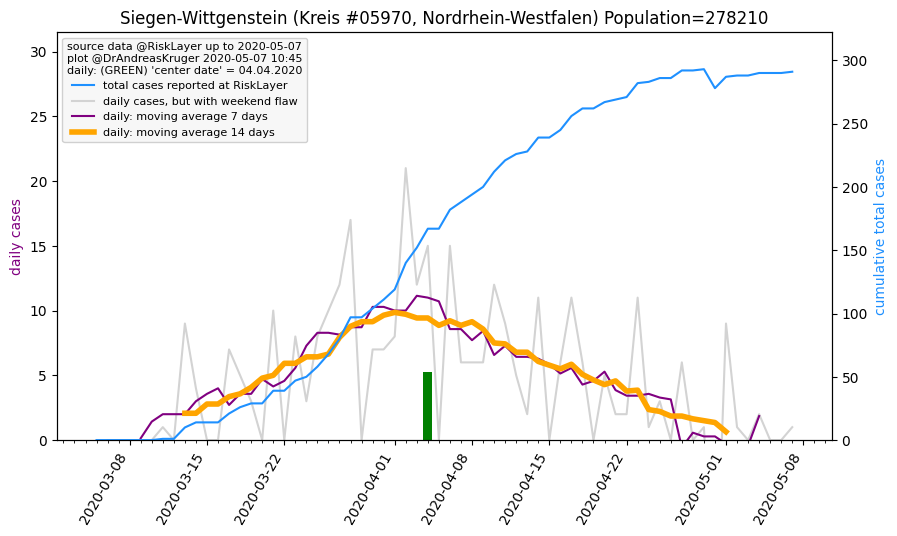 Siegen-Wittgenstein (Kreis #05970, Nordrhein-Westfalen) Population=278210
source data @RiskLayer up to 2020-05-07
plot @DrAndreasKruger 2020-05-07 10:45
daily: (GREEN) 'center date' = 04.04.2020
total cases reported at RiskLayer
daily cases, but with weekend flaw
daily: moving average 7 days
daily: moving average 14 days
daily cases
30
25
20
15
10
5
0
300
250
200
150
100
50
0
cumulative total cases
2020-03-08
2020-03-15
2020-03-22
2020-04-01
2020-04-08
2020-04-15
2020-04-22
2020-05-01
2020-05-08